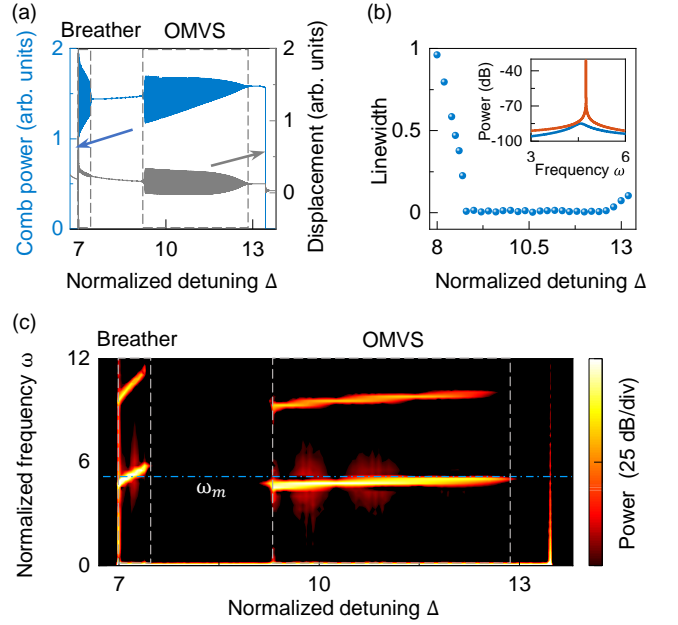 (a)
Breather
OMVS
Comb power (arb. units)
2
1
0
Displacement (arb. units)
2
1
0
7
10
13
Normalized detuning Δ
(b)
Linewidth
1
0.5
0
8
10.5
13
Normalized detuning Δ
Power (dB)
-40
-70
-100
3
6
Frequency ω
(c)
Breather
OMVS
Normalized frequency ω
12
6
0
ωm
7
10
13
Normalized detuning Δ
Power (25 dB/div)